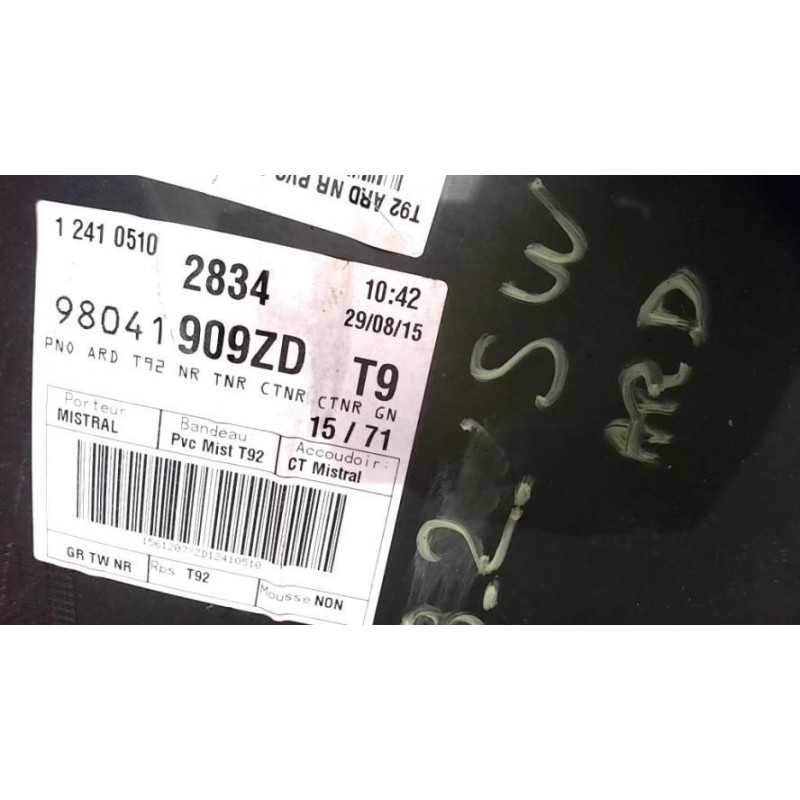 T92 ARD NR PVC
1 241 0510
2834
10:42
29/08/15
98041 909ZD
T9
PNO ARD T92 NR TNR CTNR CTNR GN
15 / 71
Porteur
MISTRAL
Bandeau
Pvc Mist T92
Accoudoir:
CT Mistral
GR TW NR
Rps T92
Mousse NON
SW
ARD